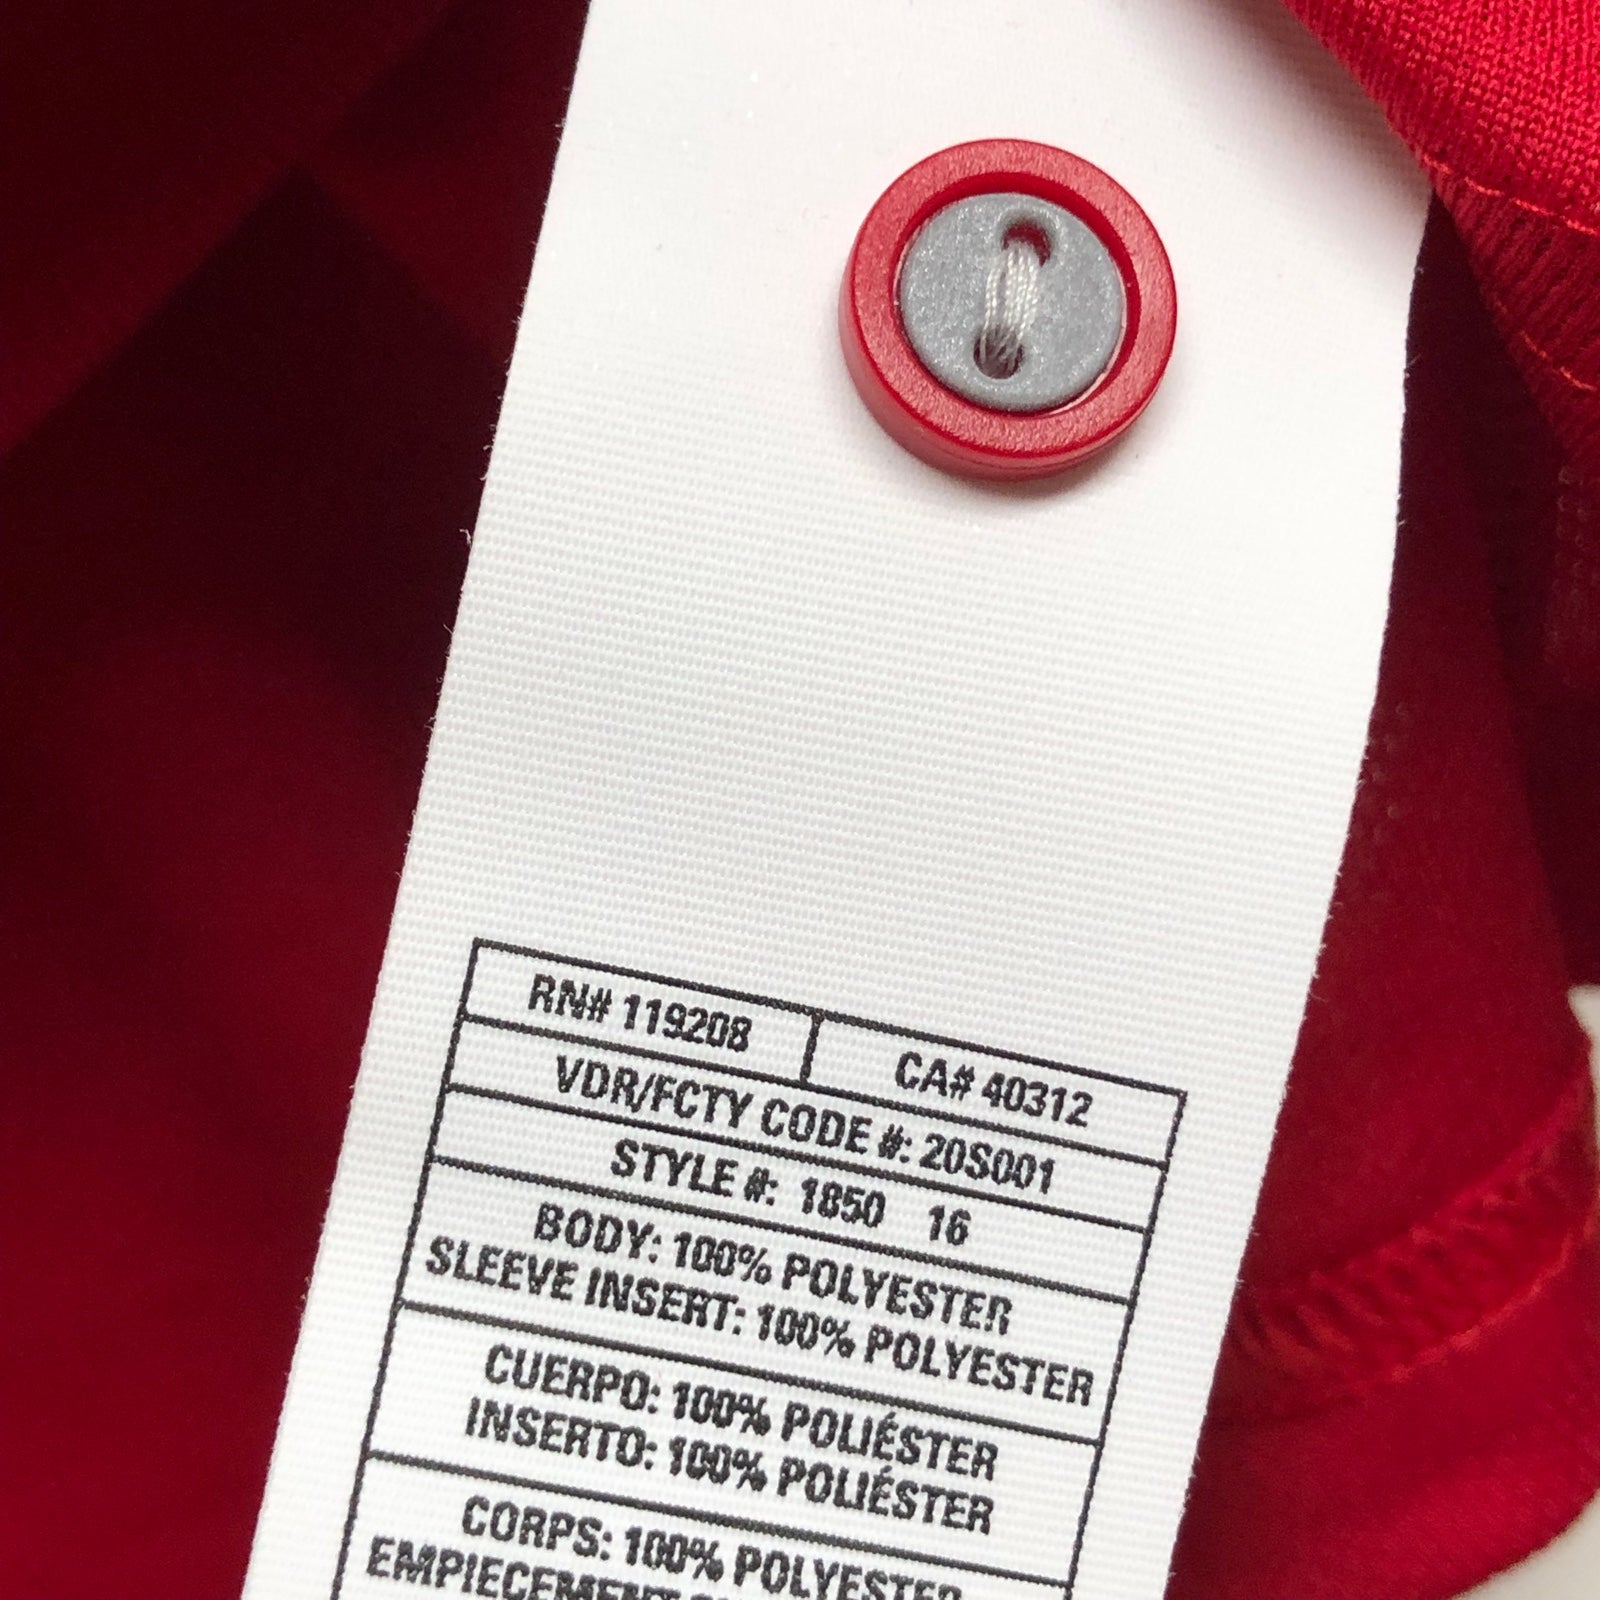 RN# 119208 CA# 40312
VDR/FCTY CODE #: 20S001
STYLE #: 1850 16
BODY: 100% POLYESTER
SLEEVE INSERT: 100% POLYESTER
CUERPO: 100% POLIÉSTER
INSERTO: 100% POLIÉSTER
CORPS: 100% POLYESTER